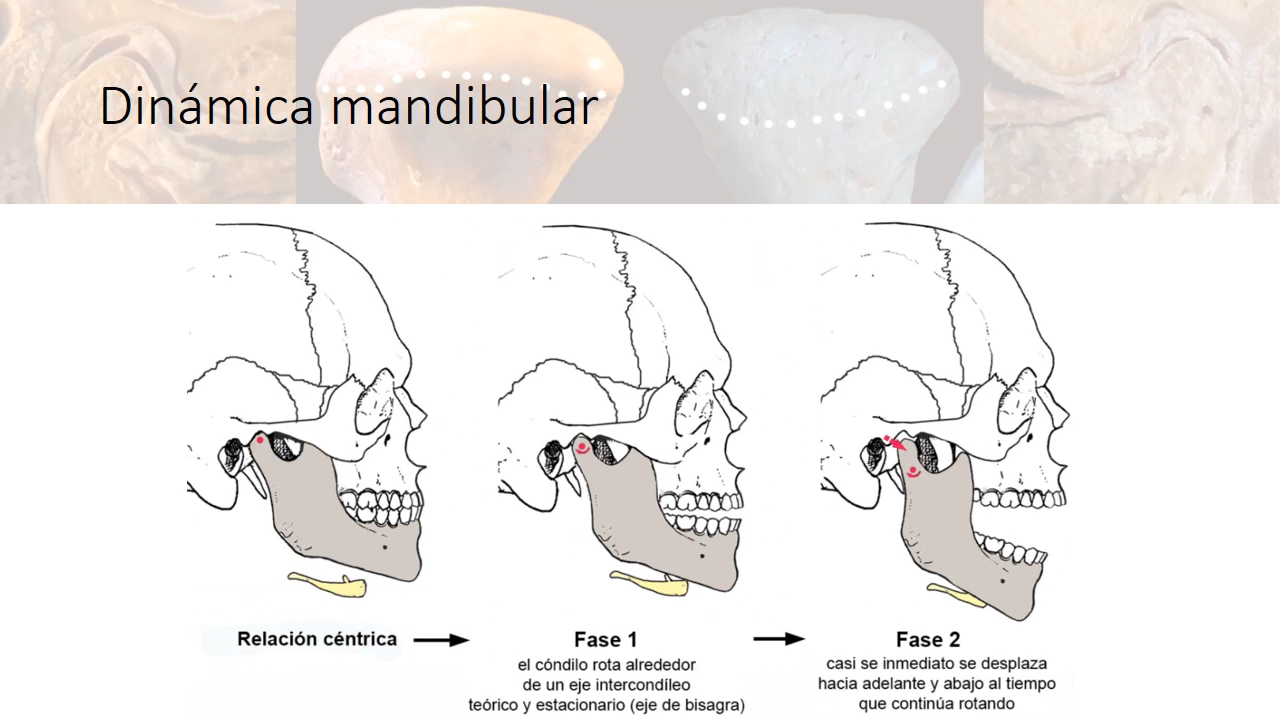 Dinámica mandibular
Relación céntrica
Fase 1
el cóndilo rota alrededor
de un eje intercondíleo
teórico y estacionario (eje de bisagra)
Fase 2
casi se inmediato se desplaza
hacia adelante y abajo al tiempo
que continúa rotando